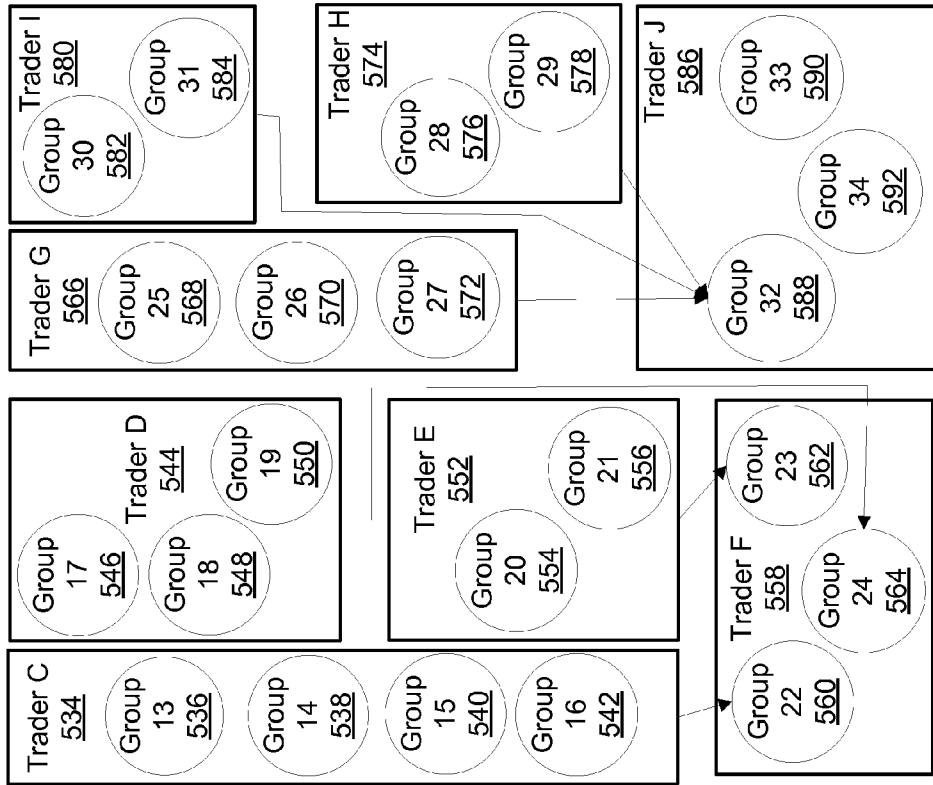 Trader C
534
Group
13
536
Group
14
538
Group
15
540
Group
16
542
Trader D
544
Group
17
546
Group
18
548
Group
19
550
Trader E
552
Group
20
554
Group
21
556
Trader F
558
Group
22
560
Group
23
562
Group
24
564
Trader G
566
Group
25
568
Group
26
570
Group
27
572
Trader H
574
Group
28
576
Group
29
578
Trader I
580
Group
30
582
Group
31
584
Trader J
586
Group
32
588
Group
33
590
Group
34
592